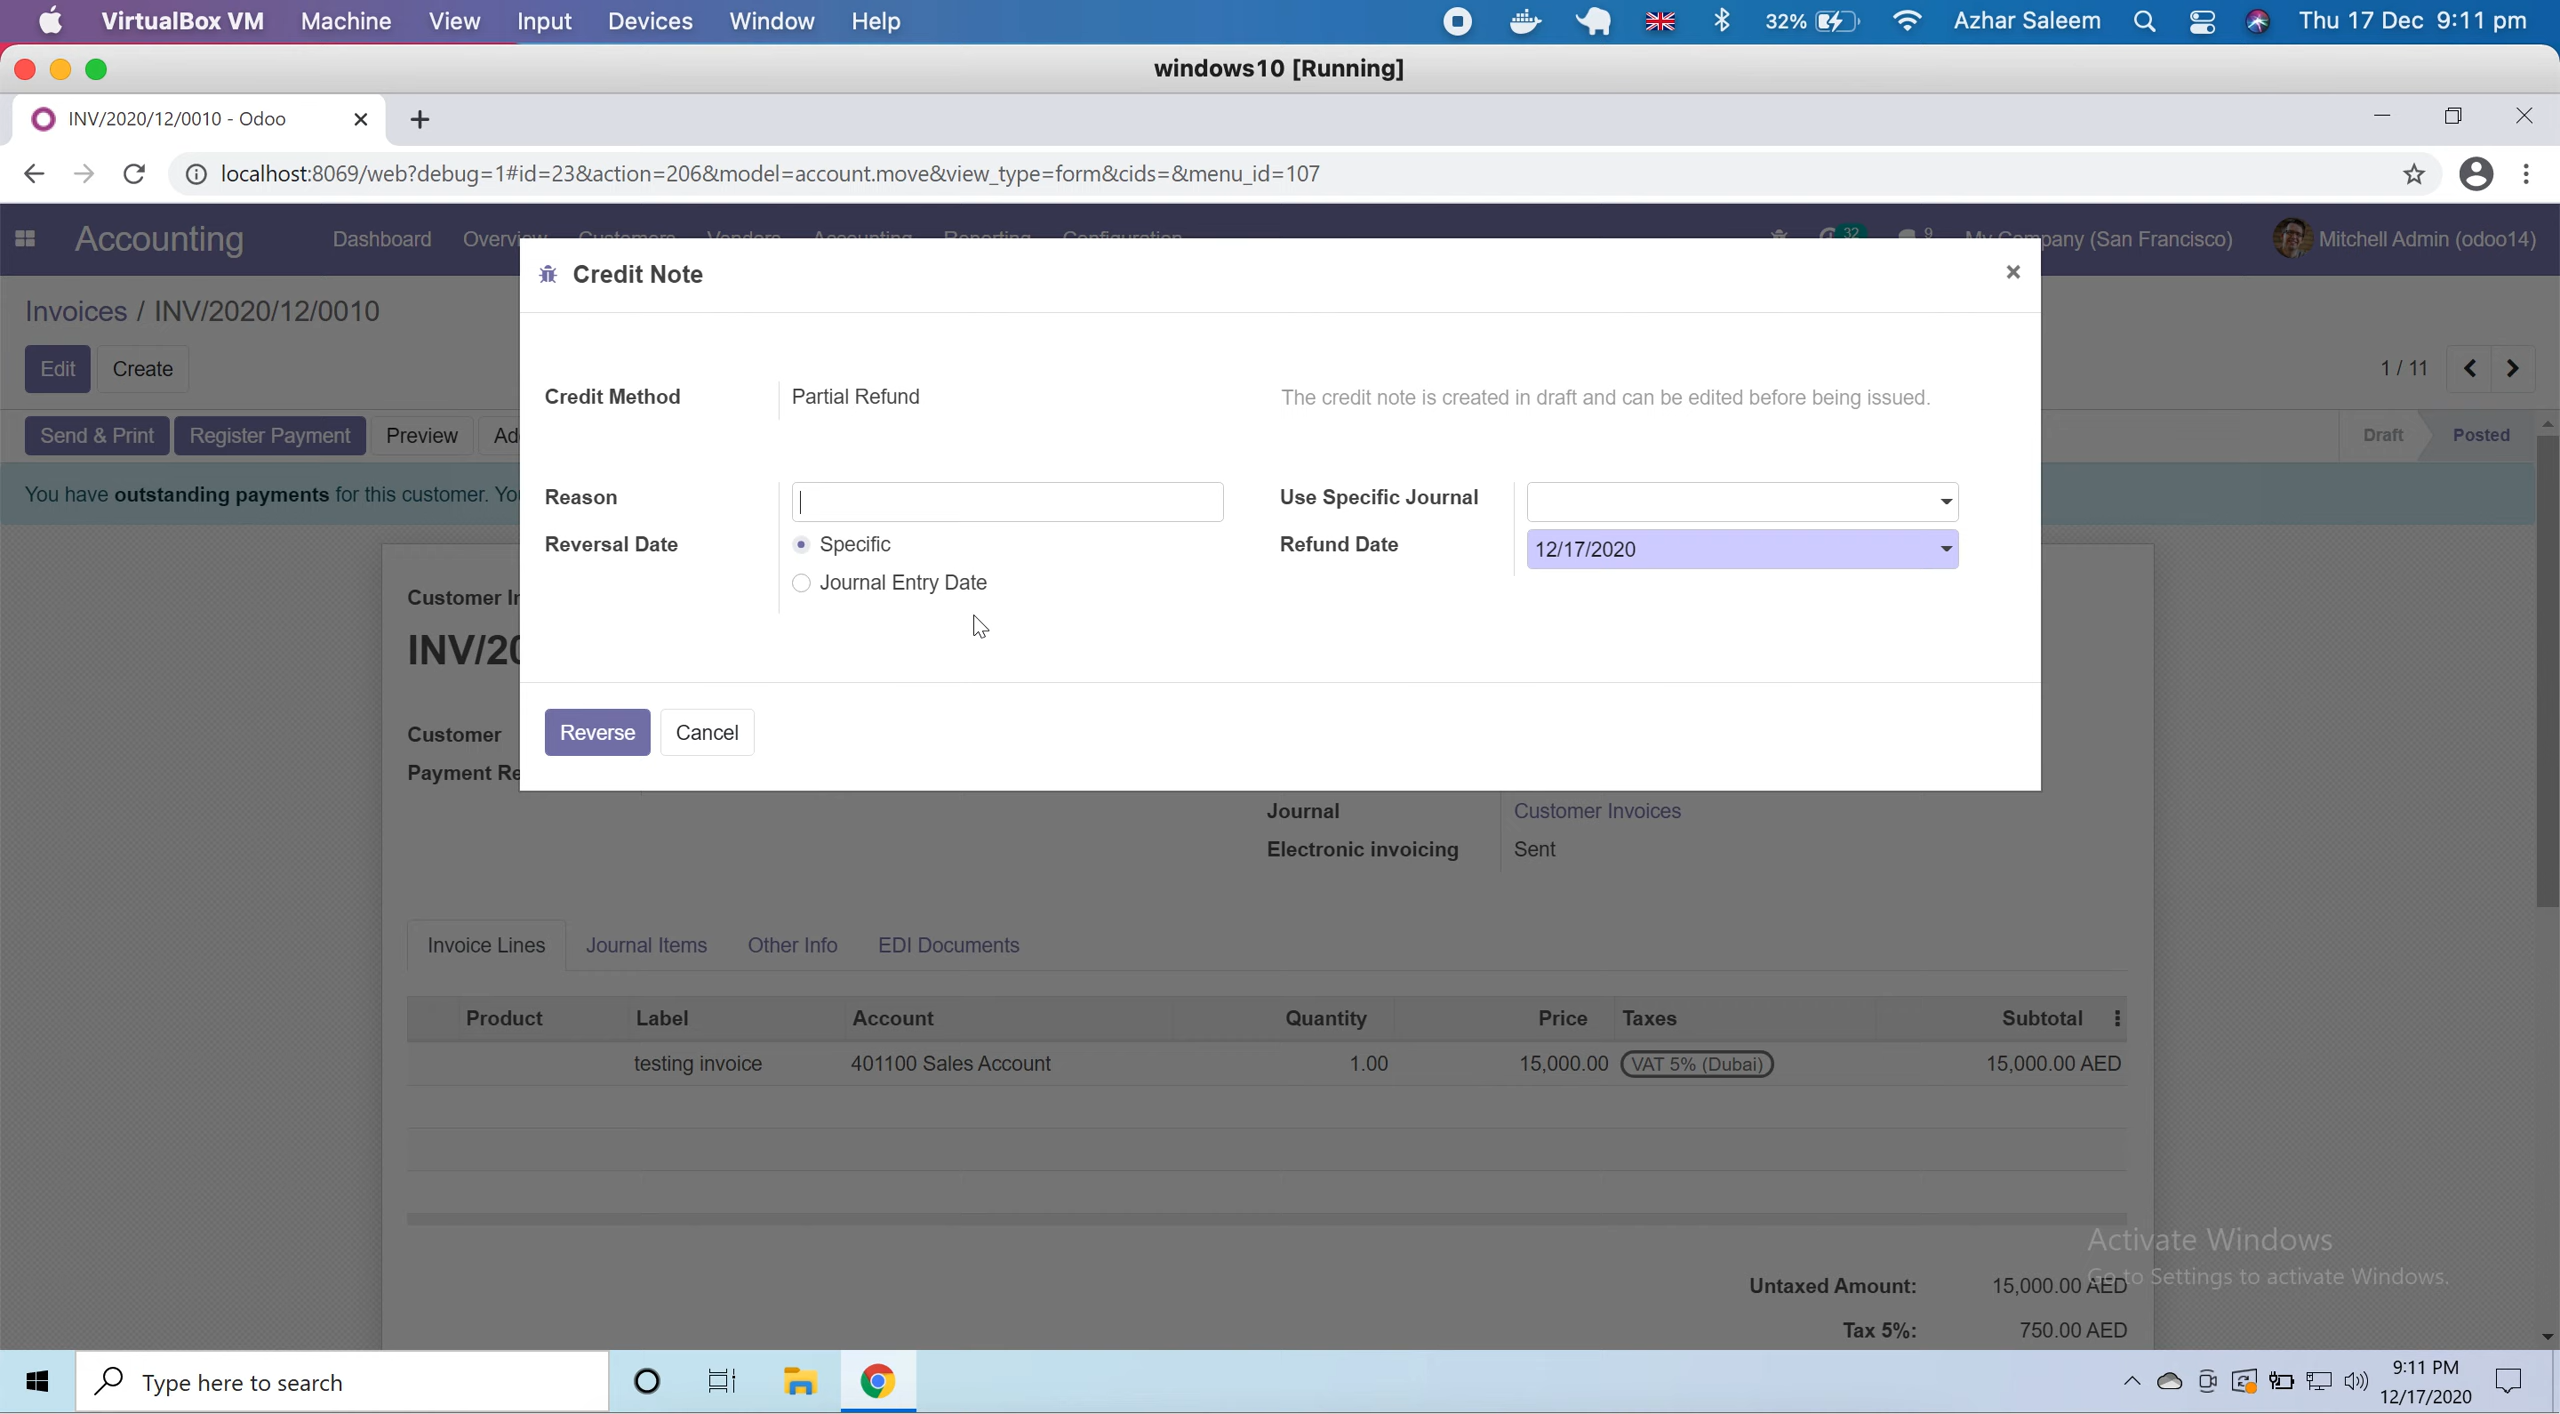 VirtualBox VM Machine View Input Devices Window Help 32% Azhar Saleem Thu 17 Dec 9:11 pm
windows10 [Running]
INV/2020/12/0010 - Odoo
localhost:8069/web?debug=1#id=23&action=206&model=account.move&view_type=form&cids=&menu_id=107
Accounting Dashboard Overview Customers Vendors Accounting Reporting Configuration 32 9 My Company (San Francisco) Mitchell Admin (odoo14)
Credit Note
Invoices / INV/2020/12/0010
Edit Create 1 / 11
Credit Method Partial Refund The credit note is created in draft and can be edited before being issued.
Send & Print Register Payment Preview Ad Draft Posted
You have outstanding payments for this customer. Yo
Reason Use Specific Journal
Reversal Date Specific Refund Date 12/17/2020
Journal Entry Date
Customer In
INV/20
Reverse Cancel
Customer
Payment Re
Journal Customer Invoices
Electronic invoicing Sent
Invoice Lines Journal Items Other Info EDI Documents
Product Label Account Quantity Price Taxes Subtotal
testing invoice 401100 Sales Account 1.00 15,000.00 VAT 5% (Dubai) 15,000.00 AED
Activate Windows
Go to Settings to activate Windows.
Untaxed Amount: 15,000.00 AED
Tax 5%: 750.00 AED
Type here to search 9:11 PM
12/17/2020